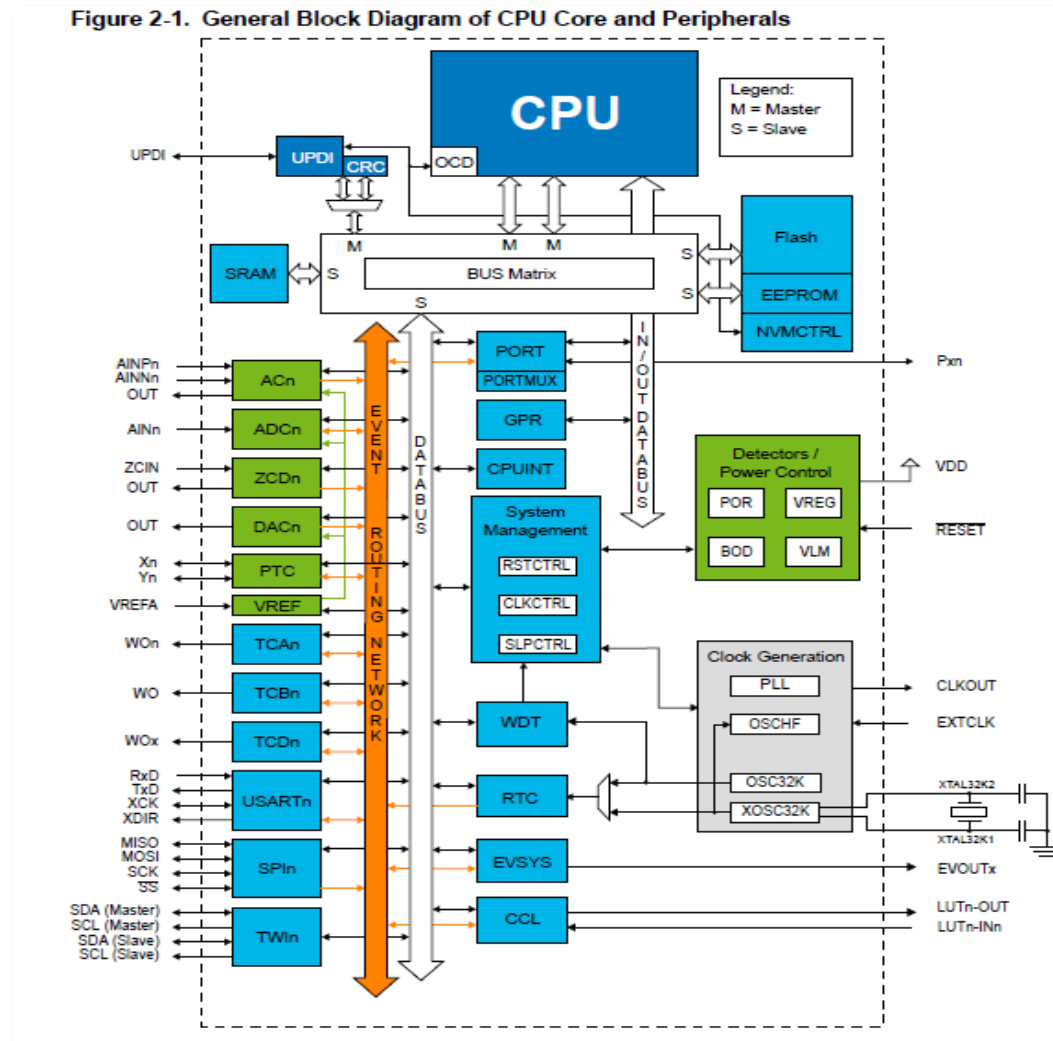 Figure 2-1. General Block Diagram of CPU Core and Peripherals
CPU
Legend:
M = Master
S = Slave
UPDI
UPDI
CRC
OCD
M
M
M
Flash
SRAM
S
BUS Matrix
S
S
S
EEPROM
NVMCTRL
AINPn
AINNn
OUT
ACn
AINn
ADCn
ZCIN
OUT
ZCDn
OUT
DACn
Xn
Yn
PTC
VREFA
VREF
WOn
TCAn
WO
TCBn
WOx
TCDn
RxD
TxD
XCK
XDIR
USARTn
MISO
MOSI
SCK
SS
SPIn
SDA (Master)
SCL (Master)
SDA (Slave)
SCL (Slave)
TWIn
EVENT ROUTING NETWORK
DATABUS
PORT
PORTMUX
GPR
CPUINT
IN/OUT DATABUS
Pxn
System
Management
RSTCTRL
CLKCTRL
SLPCTRL
Detectors /
Power Control
POR
VREG
BOD
VLM
VDD
RESET
WDT
RTC
EVSYS
CCL
Clock Generation
PLL
OSCHF
OSC32K
XOSC32K
CLKOUT
EXTCLK
XTAL32K2
XTAL32K1
EVOUTx
LUTn-OUT
LUTn-INn